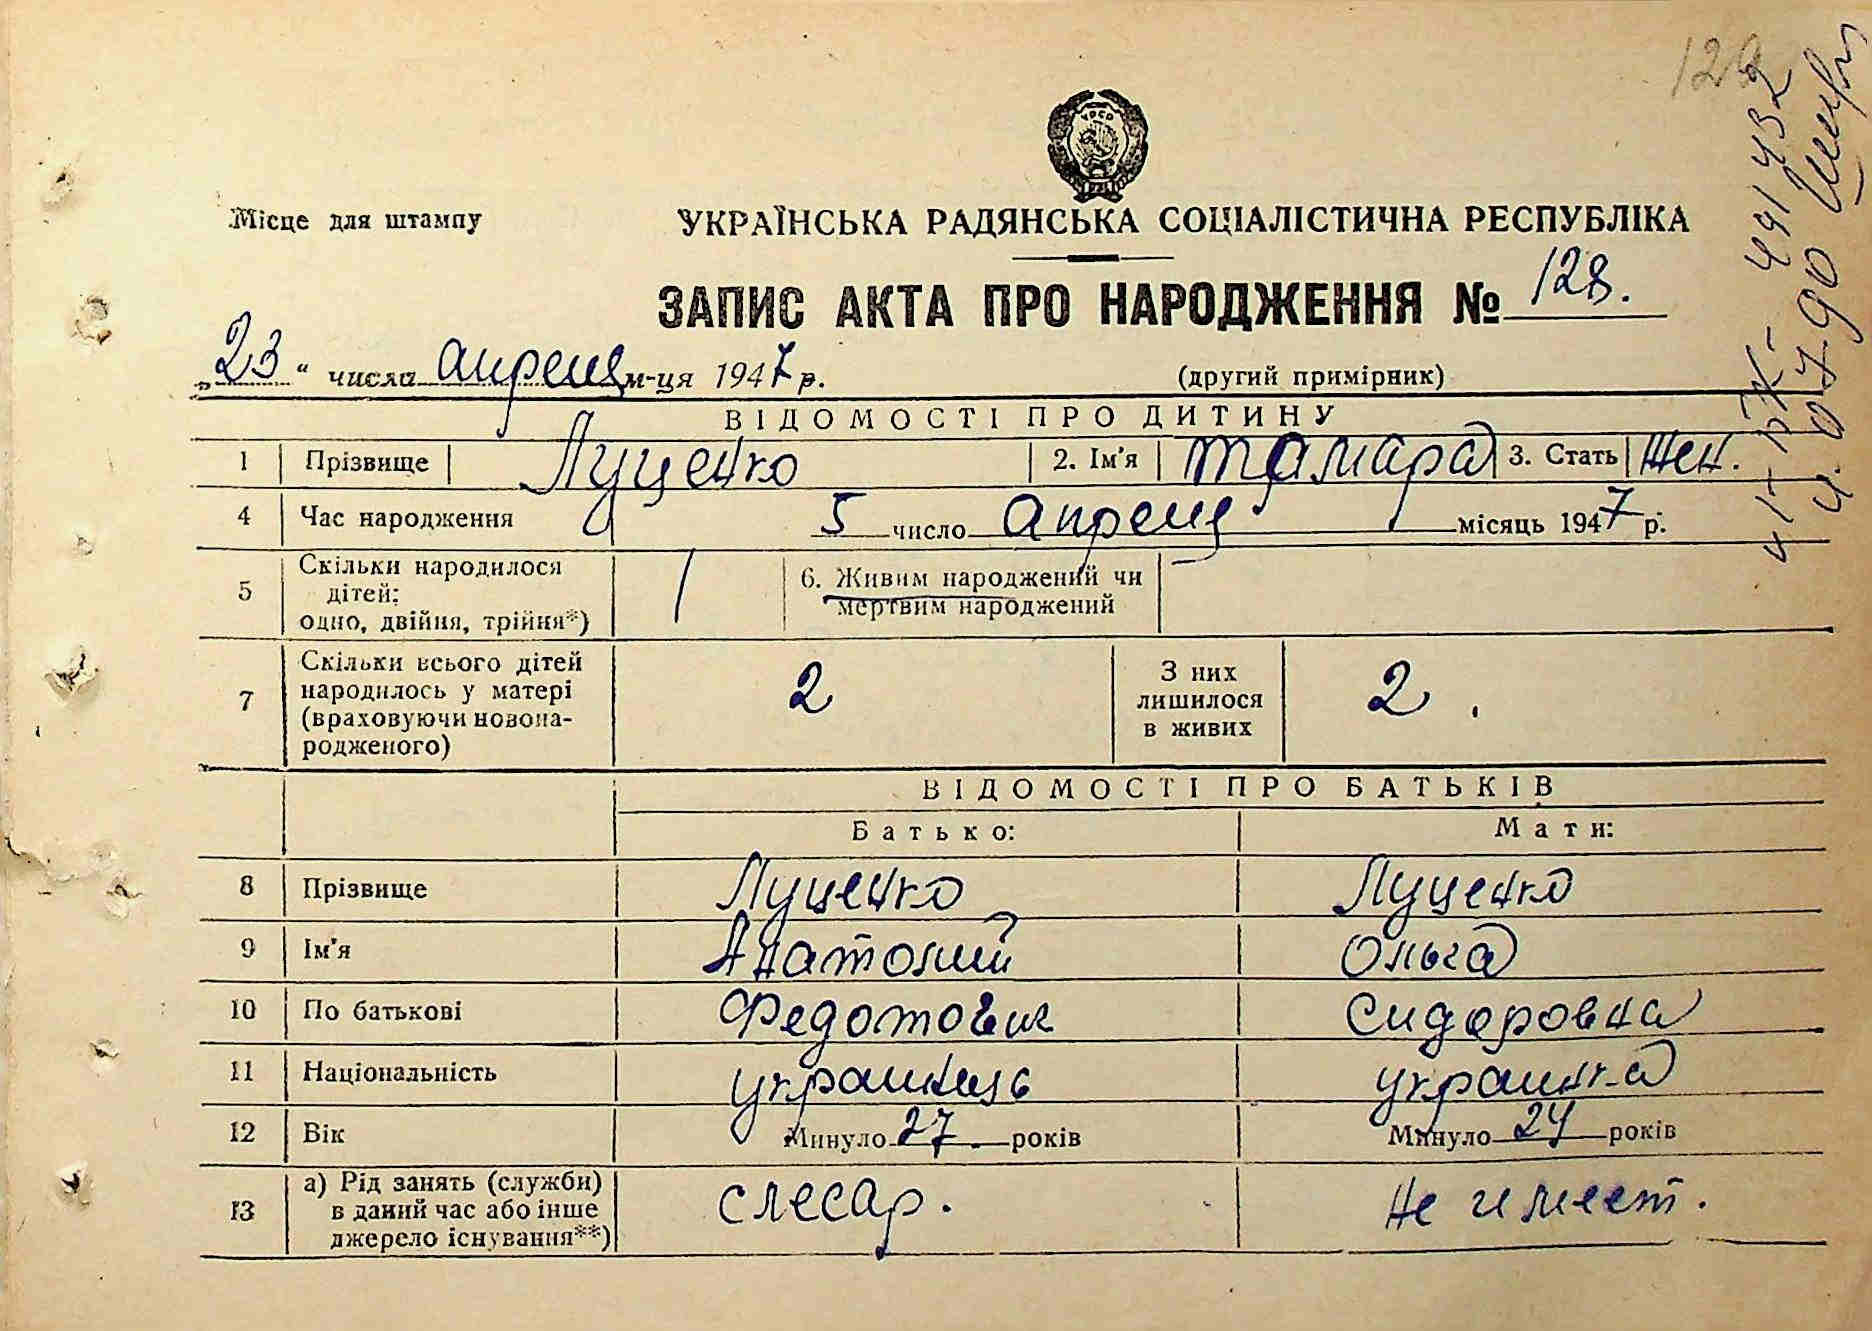 УРСР
Місце для штампу
УКРАЇНСЬКА РАДЯНСЬКА СОЦІАЛІСТИЧНА РЕСПУБЛІКА
ЗАПИС АКТА ПРО НАРОДЖЕННЯ № 128.
„23“ числа апреля м-ця 1947 р. (другий примірник)
ВІДОМОСТІ ПРО ДИТИНУ
1 Прізвище Луценко 2. Ім'я Тамара 3. Стать Жен.
4 Час народження 5 число апреля місяць 1947 р.
5 Скільки народилося дітей: одно, двійня, трійня*) 1 6. Живим народжений чи мертвим народжений
7 Скільки всього дітей народилось у матері (враховуючи новонародженого) 2 З них лишилося в живих 2.
ВІДОМОСТІ ПРО БАТЬКІВ
Батько: Мати:
8 Прізвище Луценко Луценко
9 Ім'я Анатолий Ольга
10 По батькові Федотович Сидоровна
11 Національність украинець украинка
12 Вік Минуло 27 років Минуло 24 років
13 а) Рід занять (служби) в даний час або інше джерело існування**) слесар. Не имеет.